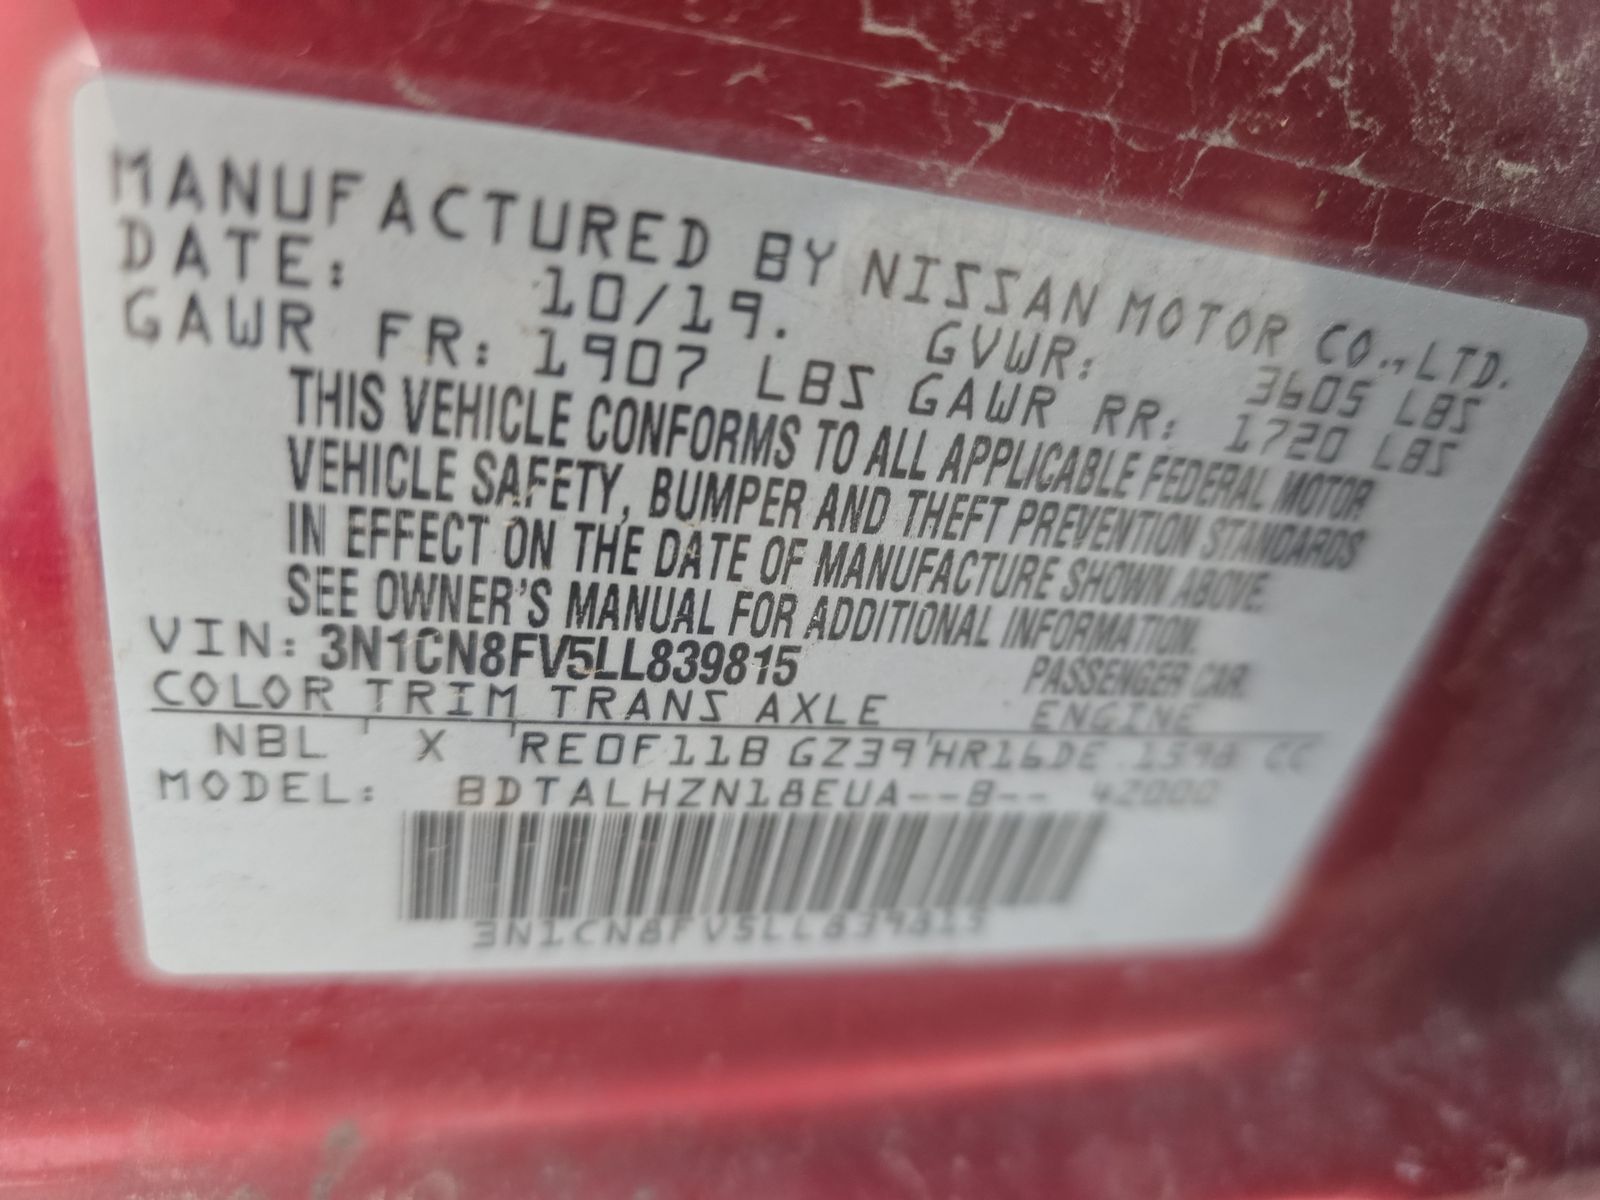 MANUFACTURED BY NISSAN MOTOR CO., LTD.
DATE: 10/19. GVWR: 3605 LBS
GAWR FR: 1907 LBS GAWR RR: 1720 LBS
THIS VEHICLE CONFORMS TO ALL APPLICABLE FEDERAL MOTOR
VEHICLE SAFETY, BUMPER AND THEFT PREVENTION STANDARDS
IN EFFECT ON THE DATE OF MANUFACTURE SHOWN ABOVE.
SEE OWNER'S MANUAL FOR ADDITIONAL INFORMATION.
VIN: 3N1CN8FV5LL839815 PASSENGER CAR
COLOR TRIM TRANS AXLE ENGINE
NBL X RE0F11B GZ39 HR16DE 1598 CC
MODEL: BDTALHZN18EUA--B-- 42000
3N1CN8FV5LL839815